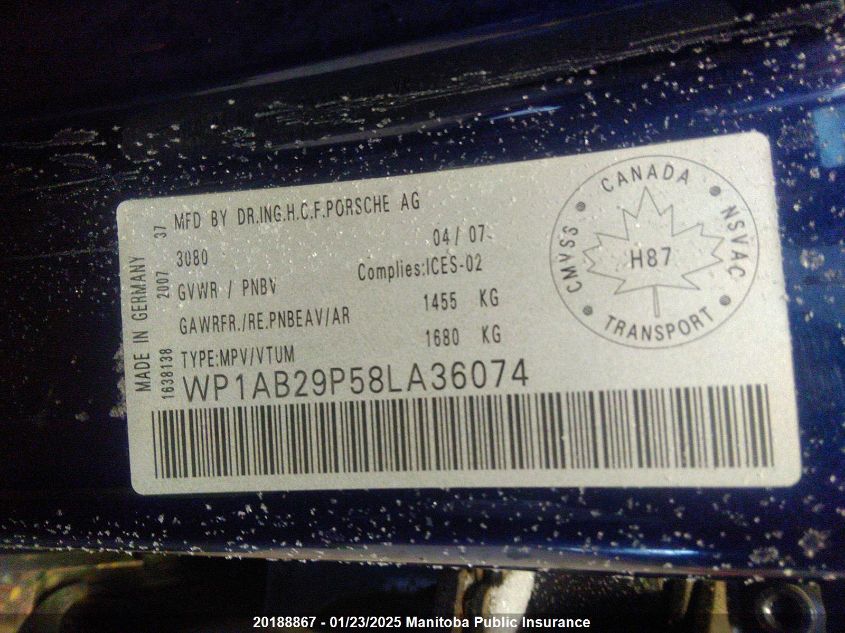 MFD BY DR.ING.H.C.F.PORSCHE AG
04/ 07
3080
Complies:ICES-02
GVWR / PNBV
1455 KG
GAWRFR./RE.PNBEAV/AR
1680 KG
TYPE:MPV/VTUM
WP1AB29P58LA36074
MADE IN GERMANY
1638138 2007 37
CANADA
CMVSS NSVAC
H87
TRANSPORT
20188867 - 01/23/2025 Manitoba Public Insurance